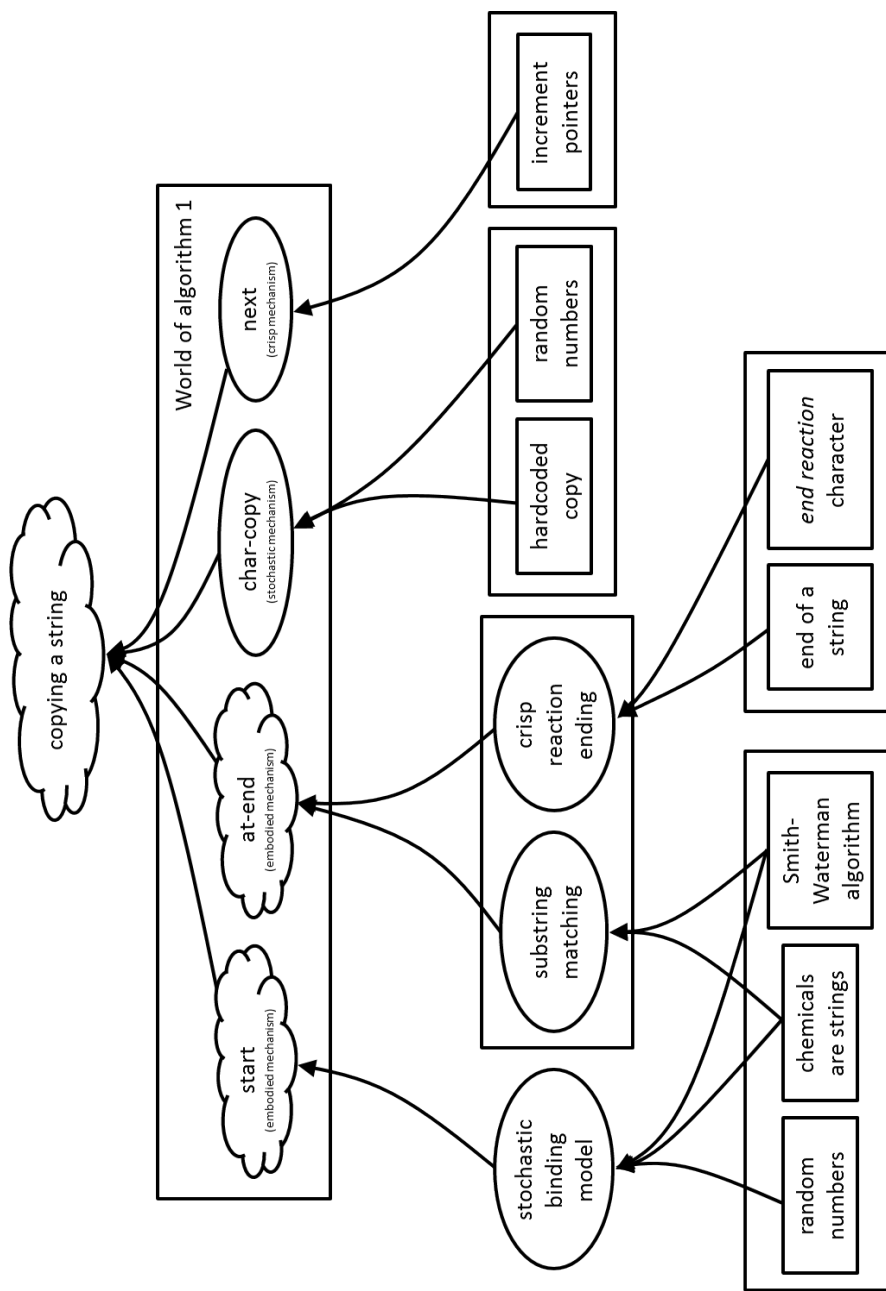 copying a string
World of algorithm 1
start
(embodied mechanism)
at-end
(embodied mechanism)
char-copy
(stochastic mechanism)
next
(crisp mechanism)
stochastic
binding
model
substring
matching
crisp
reaction
ending
hardcoded
copy
random
numbers
increment
pointers
random
numbers
chemicals
are strings
Smith-
Waterman
algorithm
end of a
string
end reaction
character